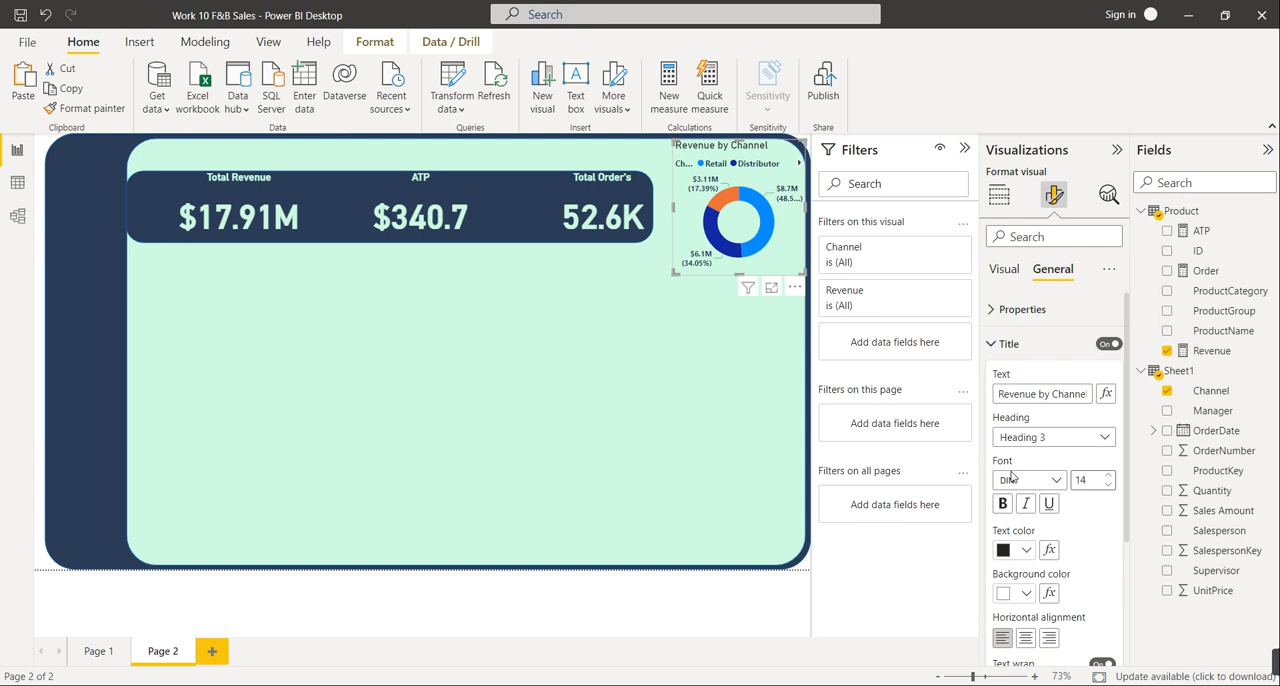 Work 10 F&B Sales - Power BI Desktop
Search
Sign in
File
Home
Insert
Modeling
View
Help
Format
Data / Drill
Paste
Cut
Copy
Format painter
Clipboard
Get data
Excel workbook
Data hub
SQL Server
Enter data
Dataverse
Recent sources
Data
Transform data
Refresh
Queries
New visual
Text box
More visuals
Insert
New measure
Quick measure
Calculations
Sensitivity
Sensitivity
Publish
Share
Total Revenue
$17.91M
ATP
$340.7
Total Order's
52.6K
Revenue by Channel
Ch... Retail Distributor
$3.11M
(17.39%)
$8.7M
(48.5...)
$6.1M
(34.05%)
Filters
Search
Filters on this visual
...
Channel
is (All)
Revenue
is (All)
Add data fields here
Filters on this page
...
Add data fields here
Filters on all pages
...
Add data fields here
Visualizations
Format visual
Search
Visual
General
...
Properties
Title
On
Text
Revenue by Channel
fx
Heading
Heading 3
Font
DIN
14
B
I
U
Text color
fx
Background color
fx
Horizontal alignment
Text wrap
On
Fields
Search
Product
ATP
ID
Order
ProductCategory
ProductGroup
ProductName
Revenue
Sheet1
Channel
Manager
OrderDate
∑ OrderNumber
ProductKey
∑ Quantity
∑ Sales Amount
Salesperson
∑ SalespersonKey
Supervisor
∑ UnitPrice
Page 1
Page 2
+
Page 2 of 2
- + 73%
Update available (click to download)